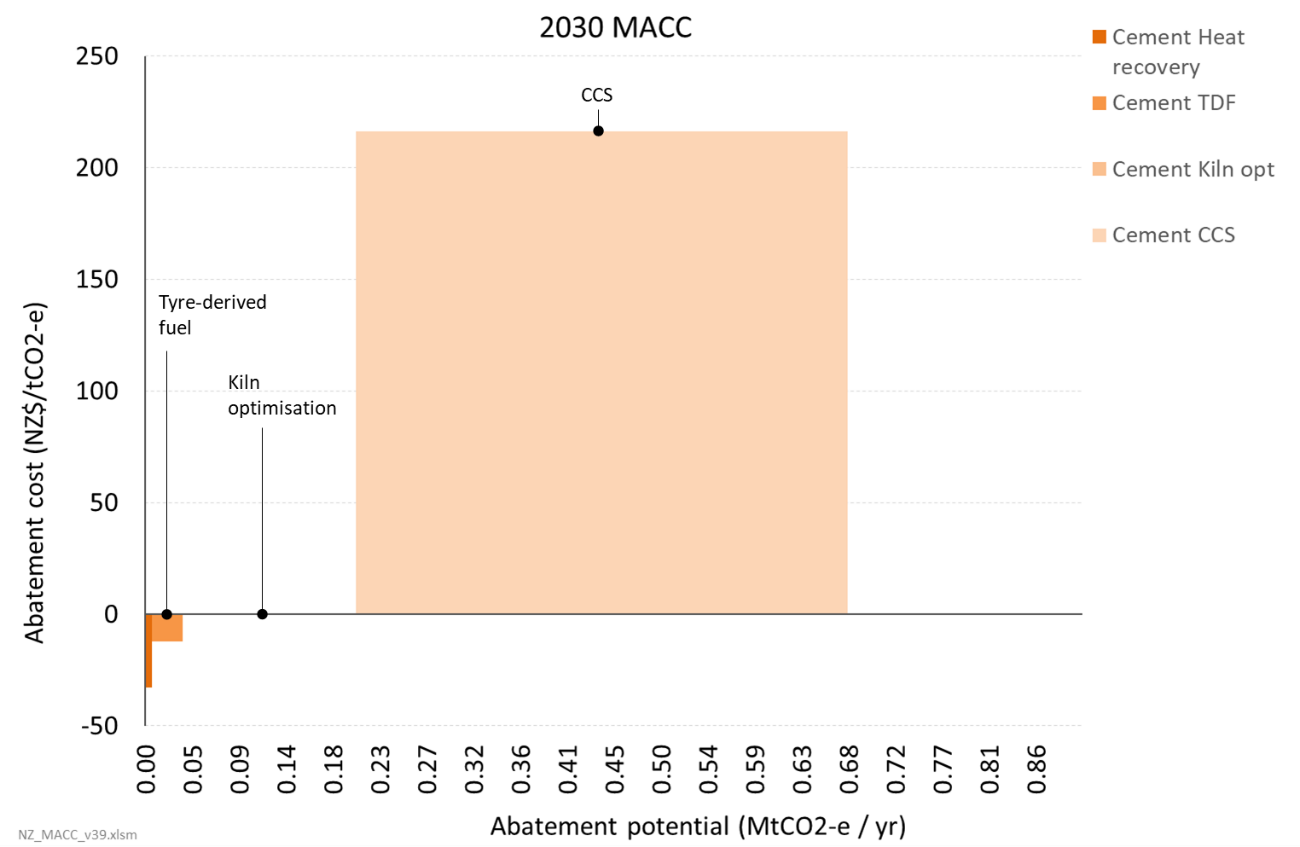 2030 MACC
250
200
150
100
50
0
-50
Abatement cost (NZ$/tCO2-e)
CCS
Tyre-derived
fuel
Kiln
optimisation
0.00
0.05
0.09
0.14
0.18
0.23
0.27
0.32
0.36
0.41
0.45
0.50
0.54
0.59
0.63
0.68
0.72
0.77
0.81
0.86
Abatement potential (MtCO2-e / yr)
Cement Heat
recovery
Cement TDF
Cement Kiln opt
Cement CCS
NZ_MACC_v39.xlsm